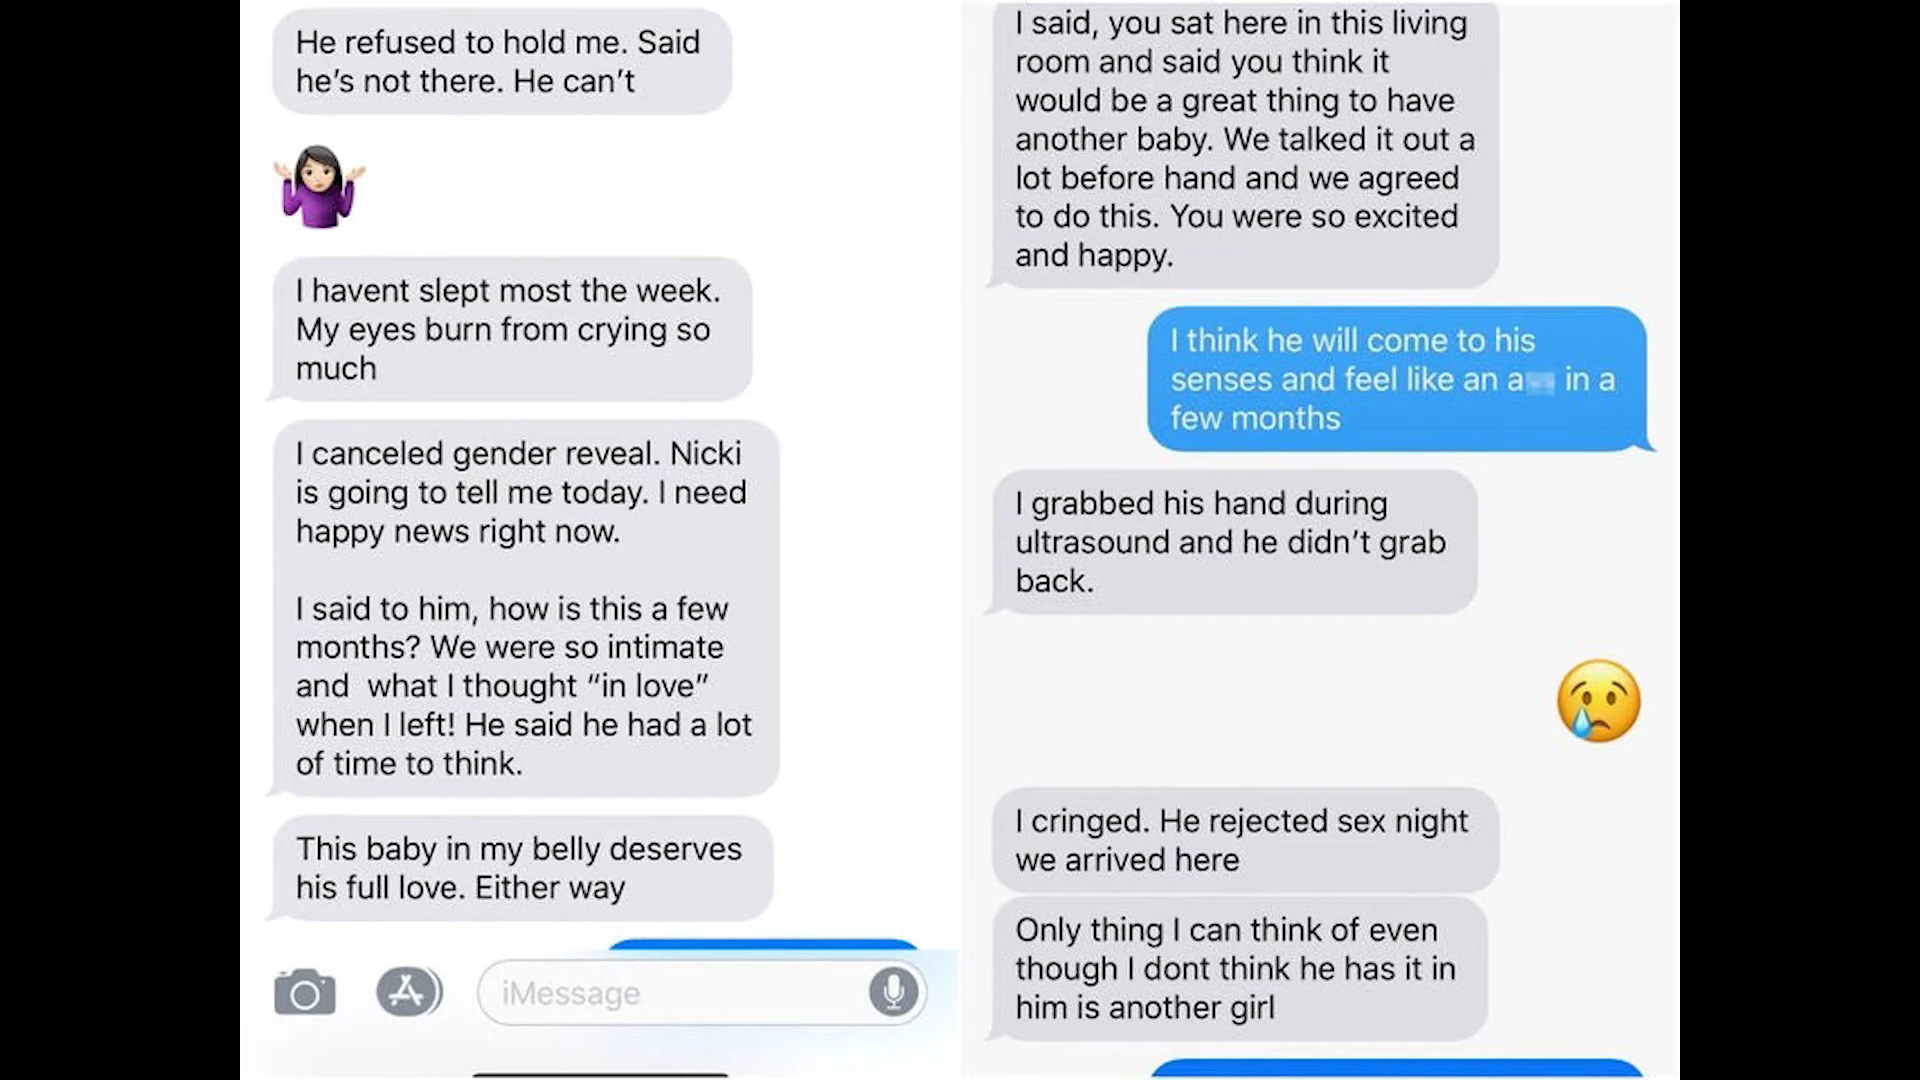 He refused to hold me. Said
he's not there. He can't
I havent slept most the week.
My eyes burn from crying so
much
I canceled gender reveal. Nicki
is going to tell me today. I need
happy news right now.
I said to him, how is this a few
months? We were so intimate
and  what I thought “in love”
when I left! He said he had a lot
of time to think.
This baby in my belly deserves
his full love. Either way
iMessage
I said, you sat here in this living
room and said you think it
would be a great thing to have
another baby. We talked it out a
lot before hand and we agreed
to do this. You were so excited
and happy.
I think he will come to his
senses and feel like an a in a
few months
I grabbed his hand during
ultrasound and he didn't grab
back.
I cringed. He rejected sex night
we arrived here
Only thing I can think of even
though I dont think he has it in
him is another girl